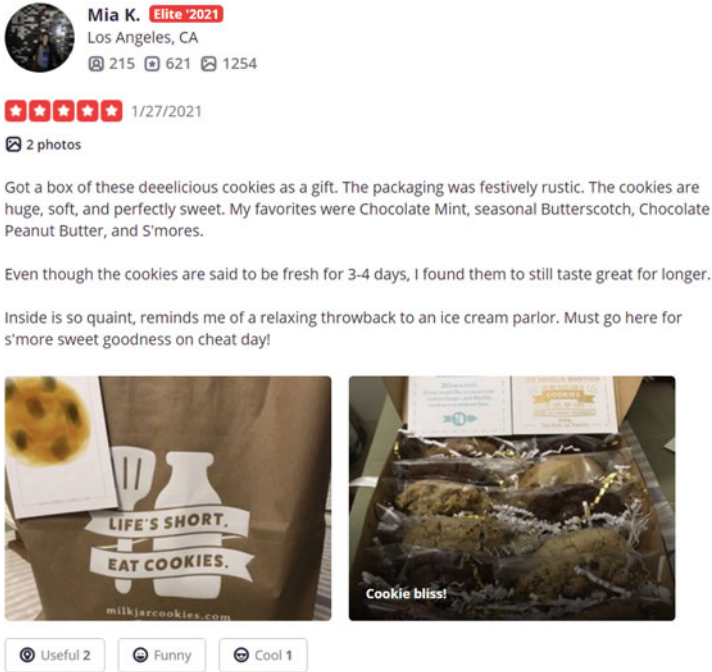 Mia K. Elite '2021
Los Angeles, CA
215 621 1254
1/27/2021
2 photos
Got a box of these deeelicious cookies as a gift. The packaging was festively rustic. The cookies are
huge, soft, and perfectly sweet. My favorites were Chocolate Mint, seasonal Butterscotch, Chocolate
Peanut Butter, and S'mores.
Even though the cookies are said to be fresh for 3-4 days, I found them to still taste great for longer.
Inside is so quaint, reminds me of a relaxing throwback to an ice cream parlor. Must go here for
s'more sweet goodness on cheat day!
LIFE'S SHORT.
EAT COOKIES.
milkjarcookies.com
COOKIES
Cookie bliss!
Useful 2 Funny Cool 1